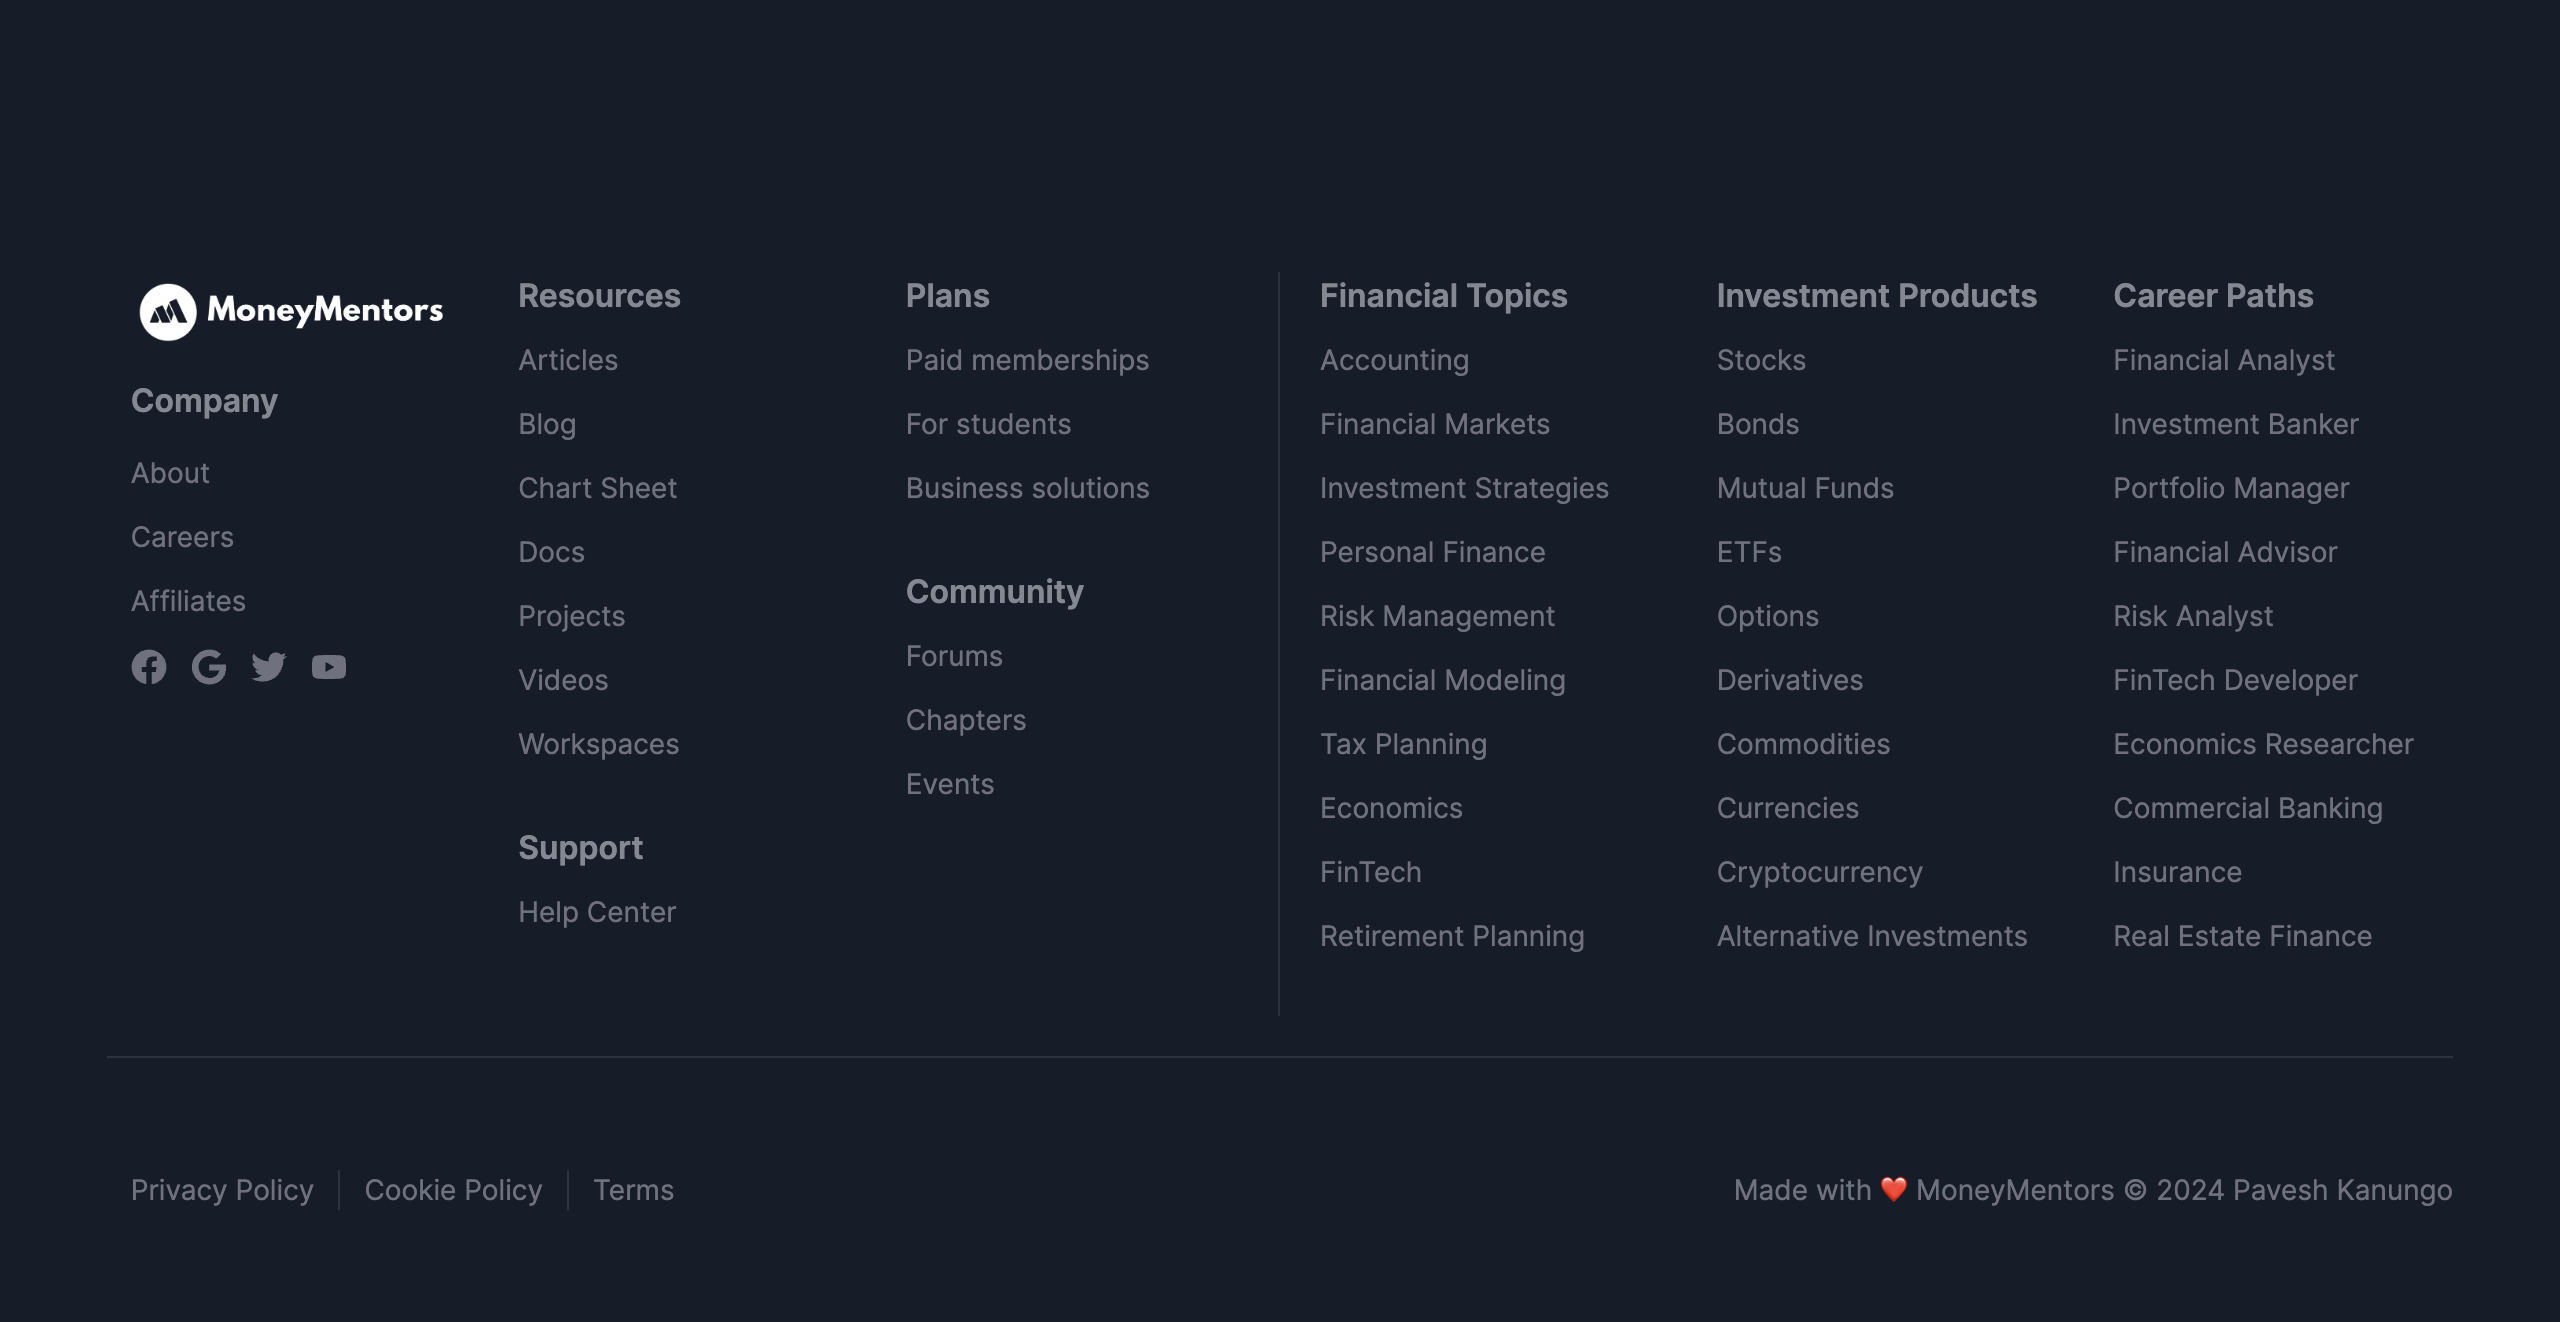 MoneyMentors
Company
About
Careers
Affiliates
Resources
Articles
Blog
Chart Sheet
Docs
Projects
Videos
Workspaces
Support
Help Center
Plans
Paid memberships
For students
Business solutions
Community
Forums
Chapters
Events
Financial Topics
Accounting
Financial Markets
Investment Strategies
Personal Finance
Risk Management
Financial Modeling
Tax Planning
Economics
FinTech
Retirement Planning
Investment Products
Stocks
Bonds
Mutual Funds
ETFs
Options
Derivatives
Commodities
Currencies
Cryptocurrency
Alternative Investments
Career Paths
Financial Analyst
Investment Banker
Portfolio Manager
Financial Advisor
Risk Analyst
FinTech Developer
Economics Researcher
Commercial Banking
Insurance
Real Estate Finance
Privacy Policy
Cookie Policy
Terms
Made with ❤️ MoneyMentors © 2024 Pavesh Kanungo